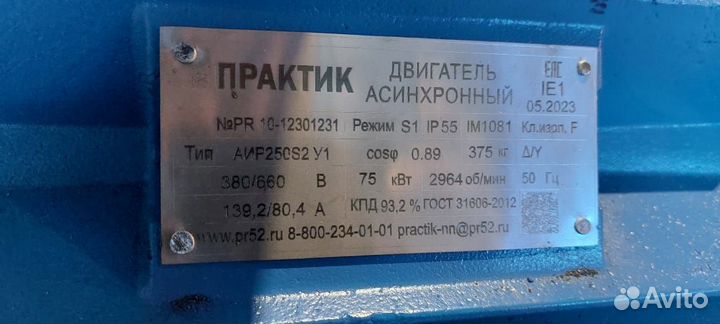 ПРАКТИК ДВИГАТЕЛЬ АСИНХРОННЫЙ
EAC
IE1
05.2023
№PR 10-12301231 Режим S1 IP55 IM1081 Кл.изол. F
Тип АИР250S2 У1 cosφ 0.89 375 кг Δ/Y
380/660 В 75 кВт 2964 об/мин 50 Гц
139,2/80,4 А КПД 93,2 % ГОСТ 31606-2012
www.pr52.ru 8-800-234-01-01 practik-nn@pr52.ru
Avito